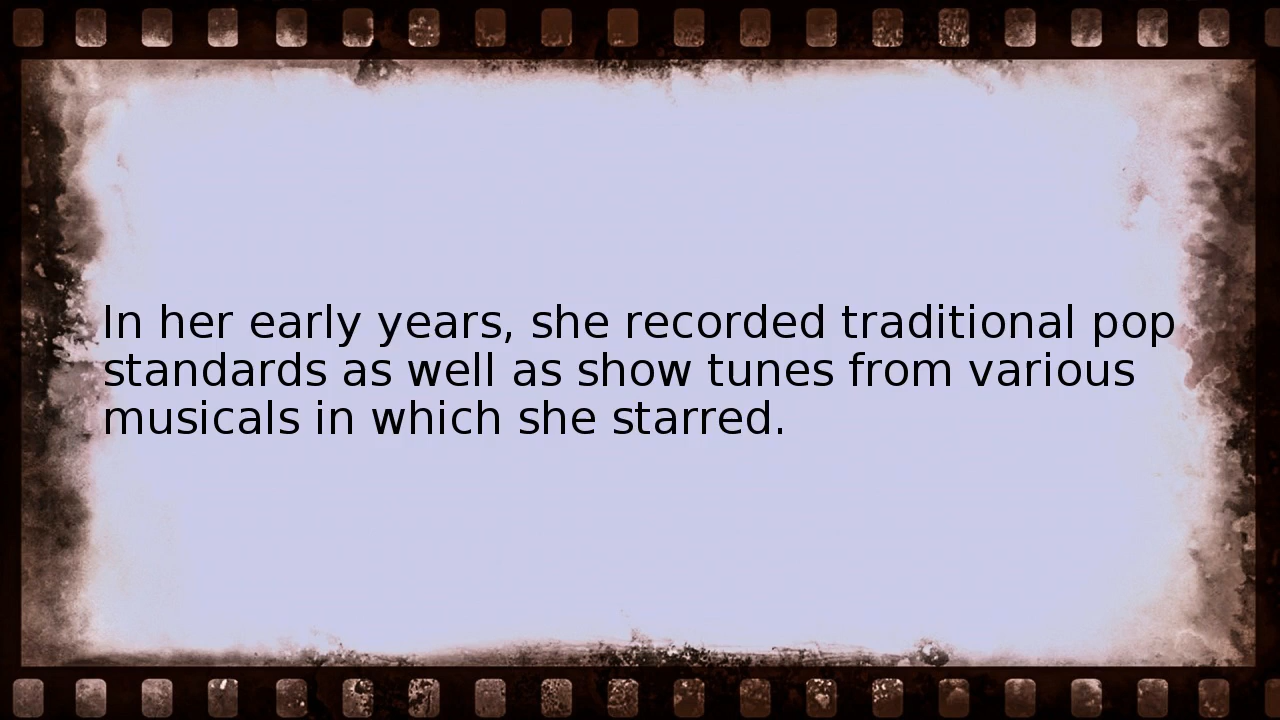 In her early years, she recorded traditional pop
standards as well as show tunes from various
musicals in which she starred.